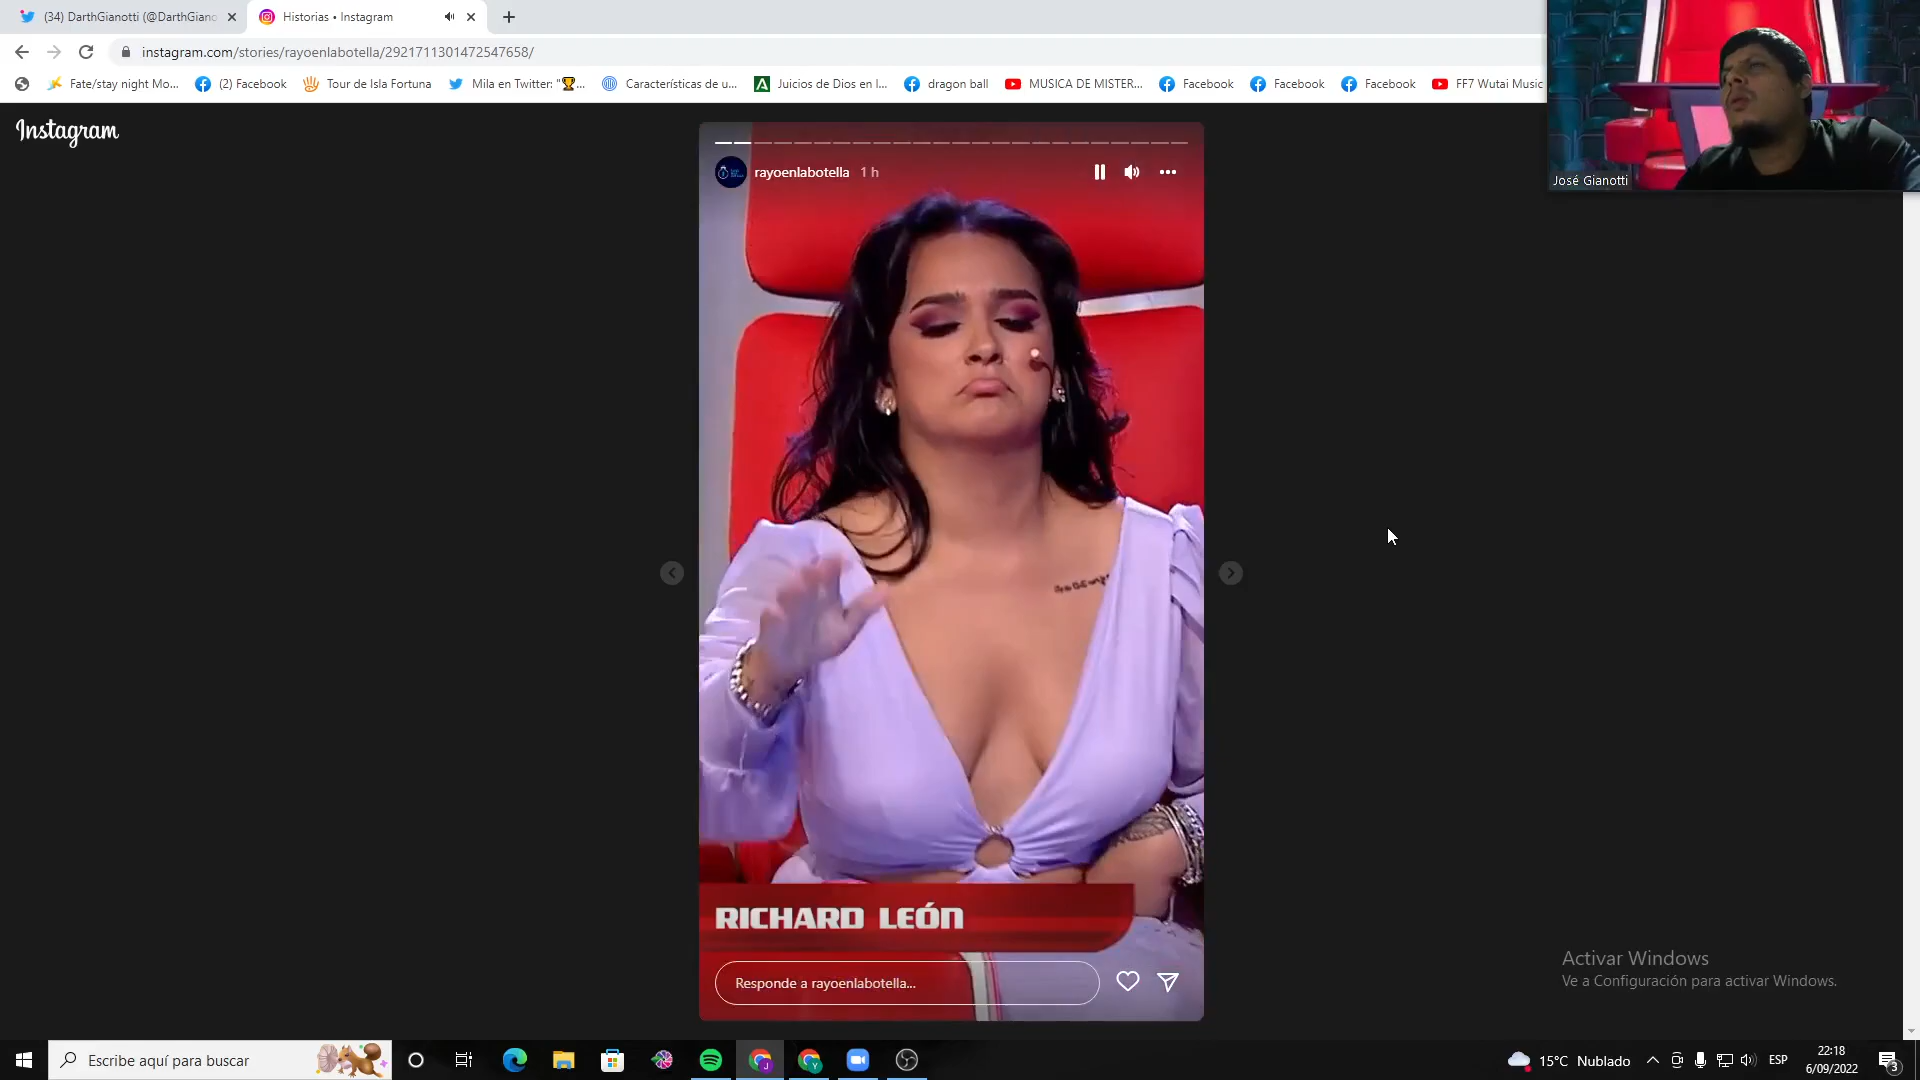 (34) DarthGianotti (@DarthGiano
Historias • Instagram
instagram.com/stories/rayoenlabotella/2921711301472547658/
Fate/stay night Mo...
(2) Facebook
Tour de Isla Fortuna
Mila en Twitter: "🏆...
Características de u...
Juicios de Dios en l...
dragon ball
MUSICA DE MISTER...
Facebook
Facebook
Facebook
FF7 Wutai Music
Instagram
rayoenlabotella 1 h
José Gianotti
RICHARD LEÓN
Responde a rayoenlabotella...
Activar Windows
Ve a Configuración para activar Windows.
Escribe aquí para buscar
15°C Nublado
ESP
22:18
6/09/2022
3